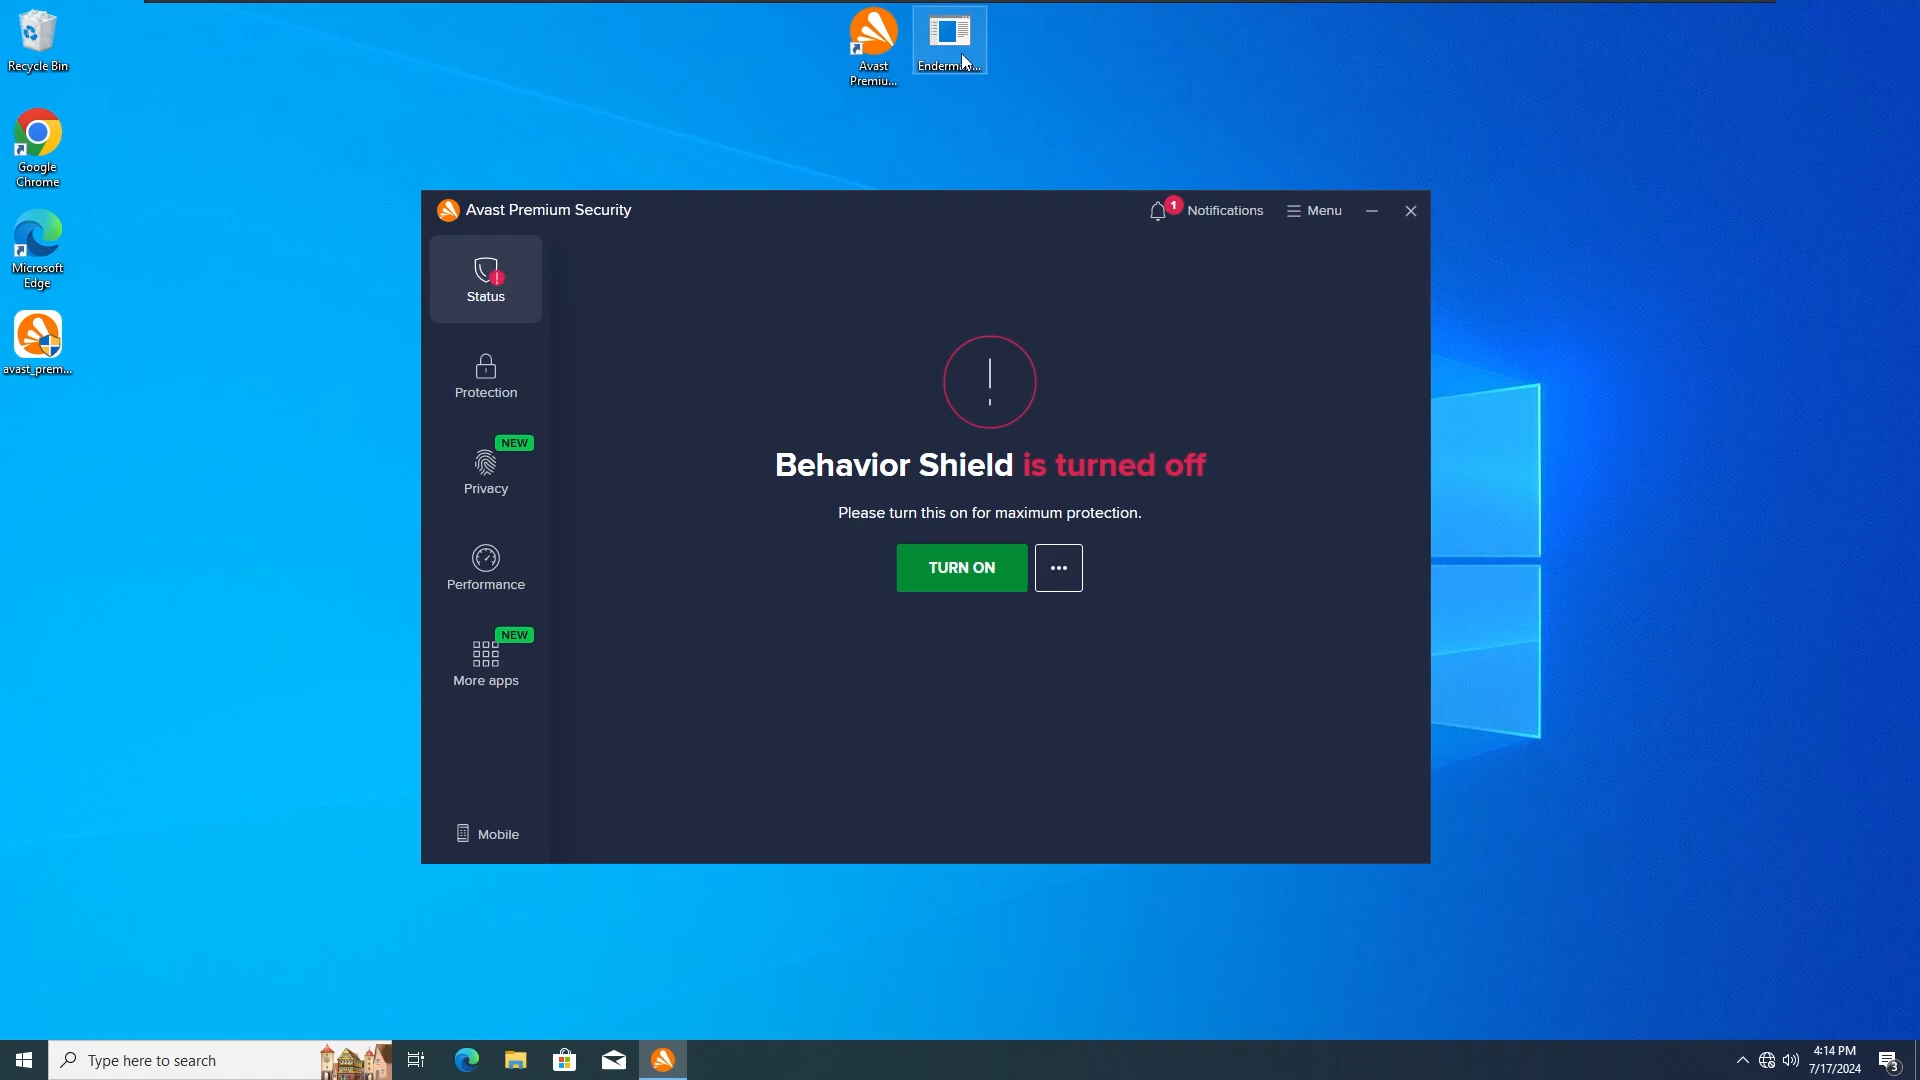 Recycle Bin
Google
Chrome
Microsoft
Edge
avast_prem...
Avast
Premiu...
Avast Premium Security
1
Notifications
Menu
Status
Protection
NEW
Privacy
Performance
NEW
More apps
Mobile
Behavior Shield is turned off
Please turn this on for maximum protection.
TURN ON
Type here to search
4:14 PM
7/17/2024
3